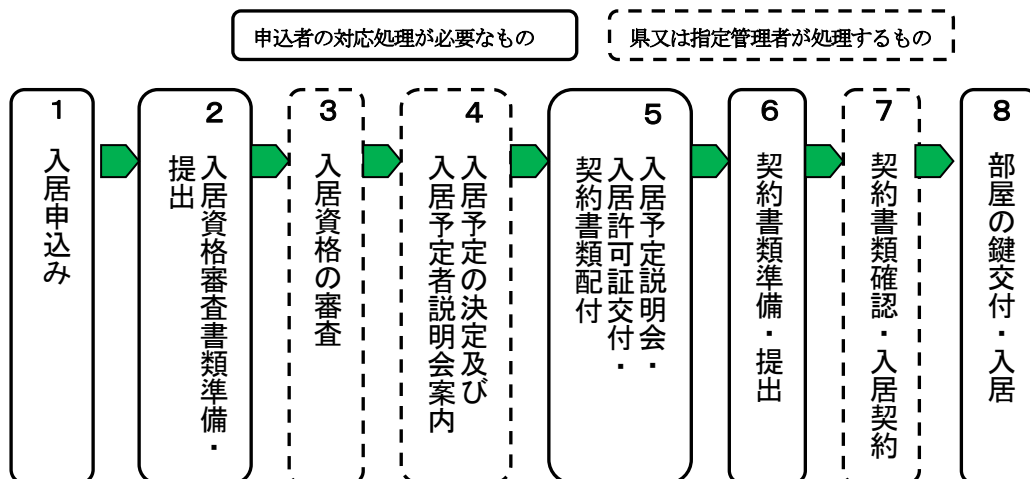 申込者の対応処理が必要なもの
県又は指定管理者が処理するもの
１
入居申込み
２
入居資格審査書類準備・
提出
３
入居資格の審査
４
入居予定の決定及び
入居予定者説明会案内
５
入居予定説明会・
入居許可証交付・
契約書類配付
６
契約書類準備・提出
７
契約書類確認・入居契約
８
部屋の鍵交付・入居